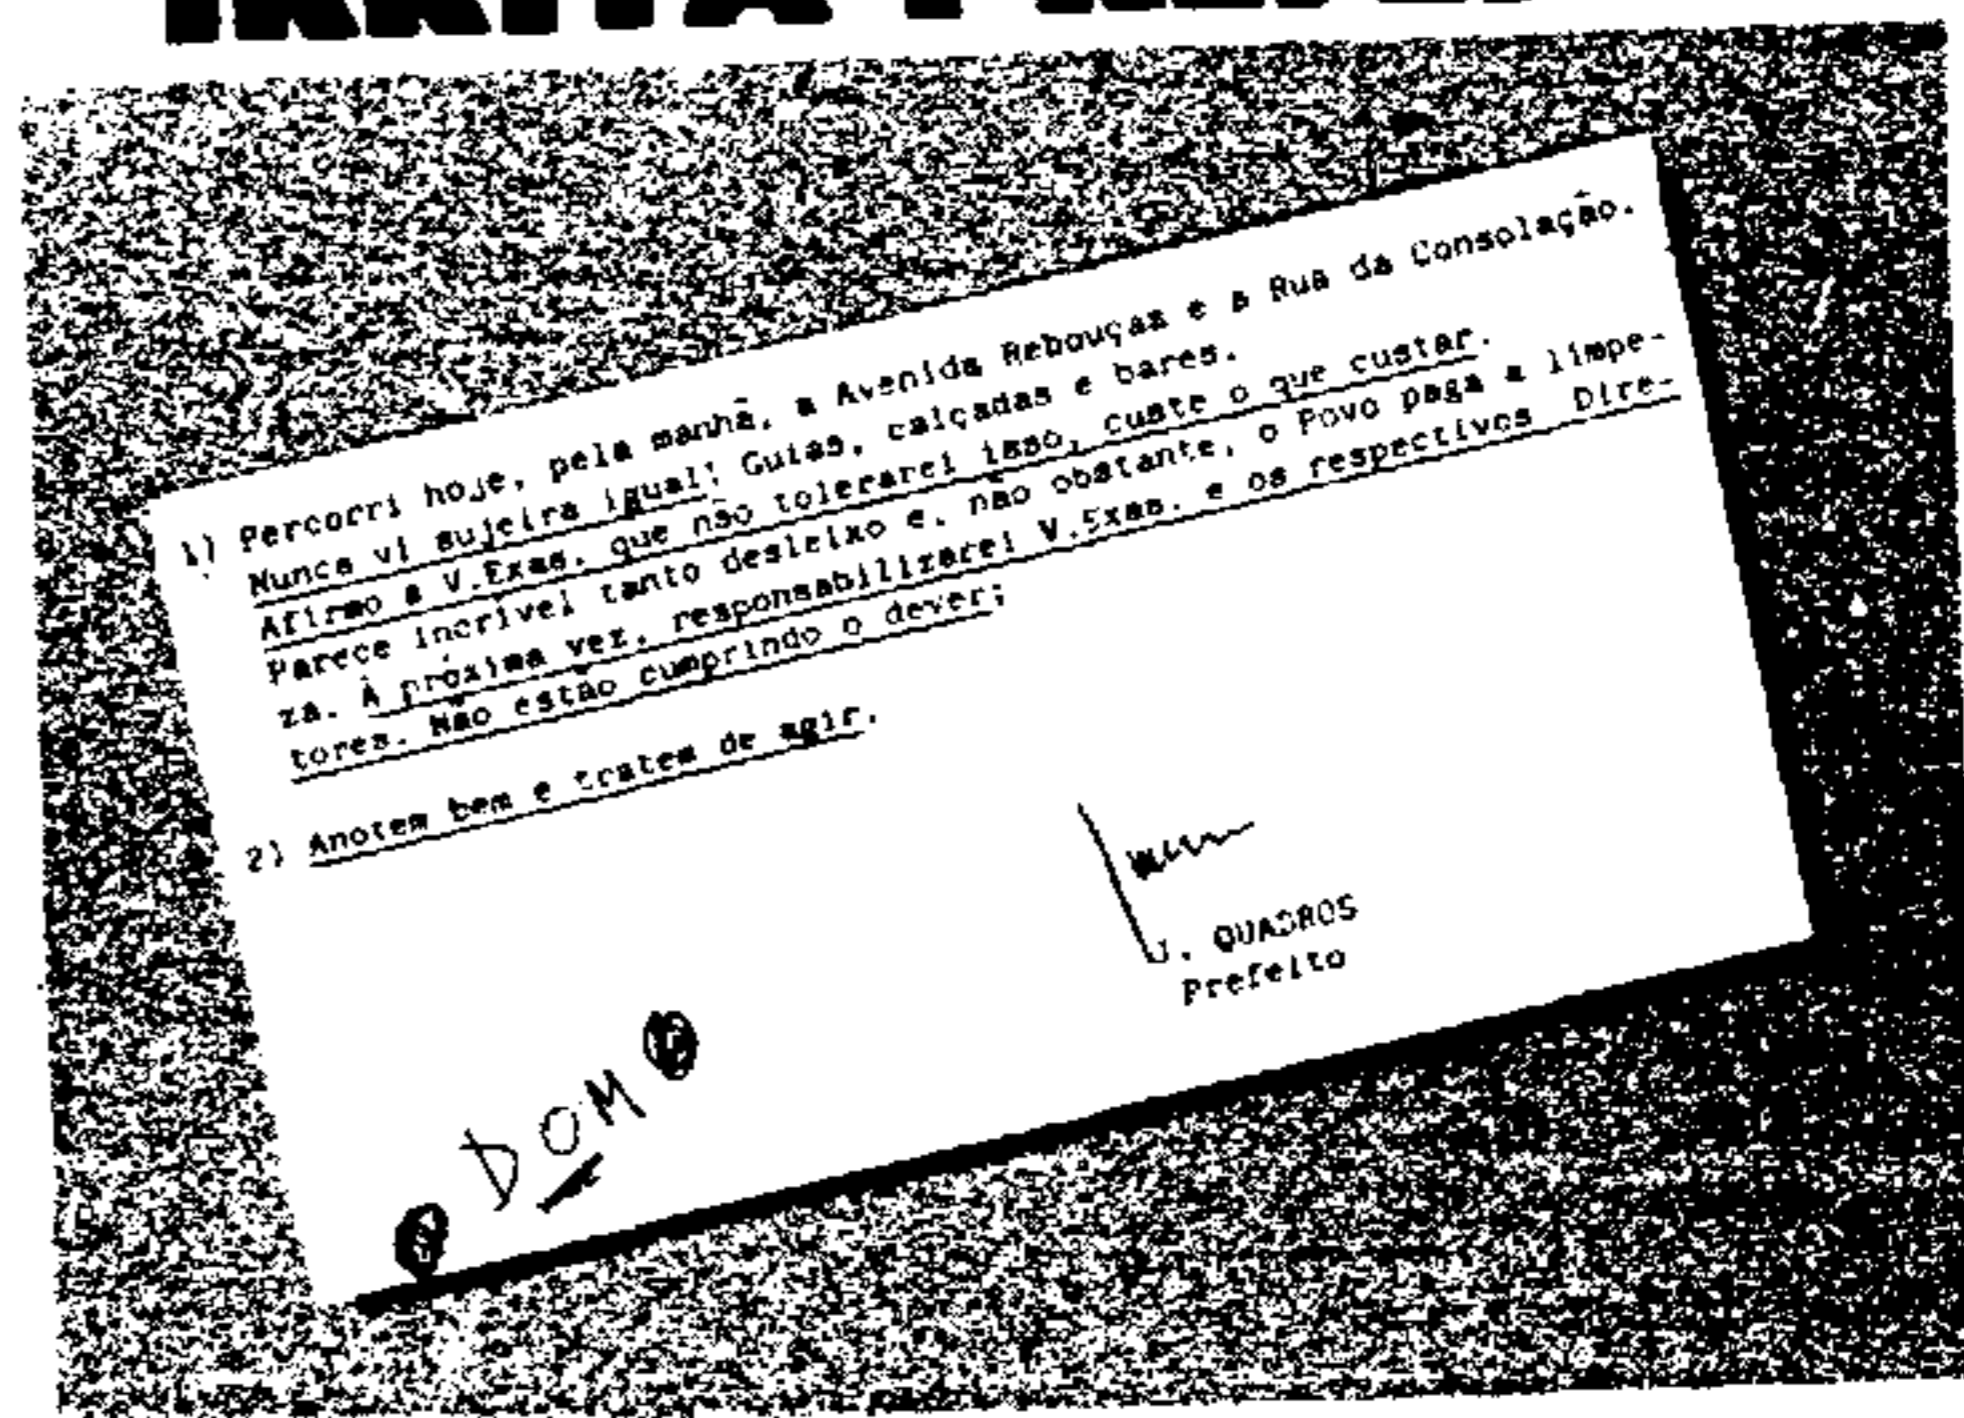 IRRITA PREFEI
1) Percorri hoje, pela manhã, a Avenida Rebouças e a Rua da Consolação.
Nunca vi sujeira igual; Guias, calçadas e bares.
Afirmo a V.Exas. que não tolerarei isso, custe o que custar.
Parece incrível tanto desleixo e, não obstante, o Povo paga a limpe-
za. À próxima vez, responsabilizarei V.Exas. e os respectivos Dire-
tores. Não estão cumprindo o dever;
2) Anotem bem e tratem de agir.
J. QUADROS
Prefeito
DOM